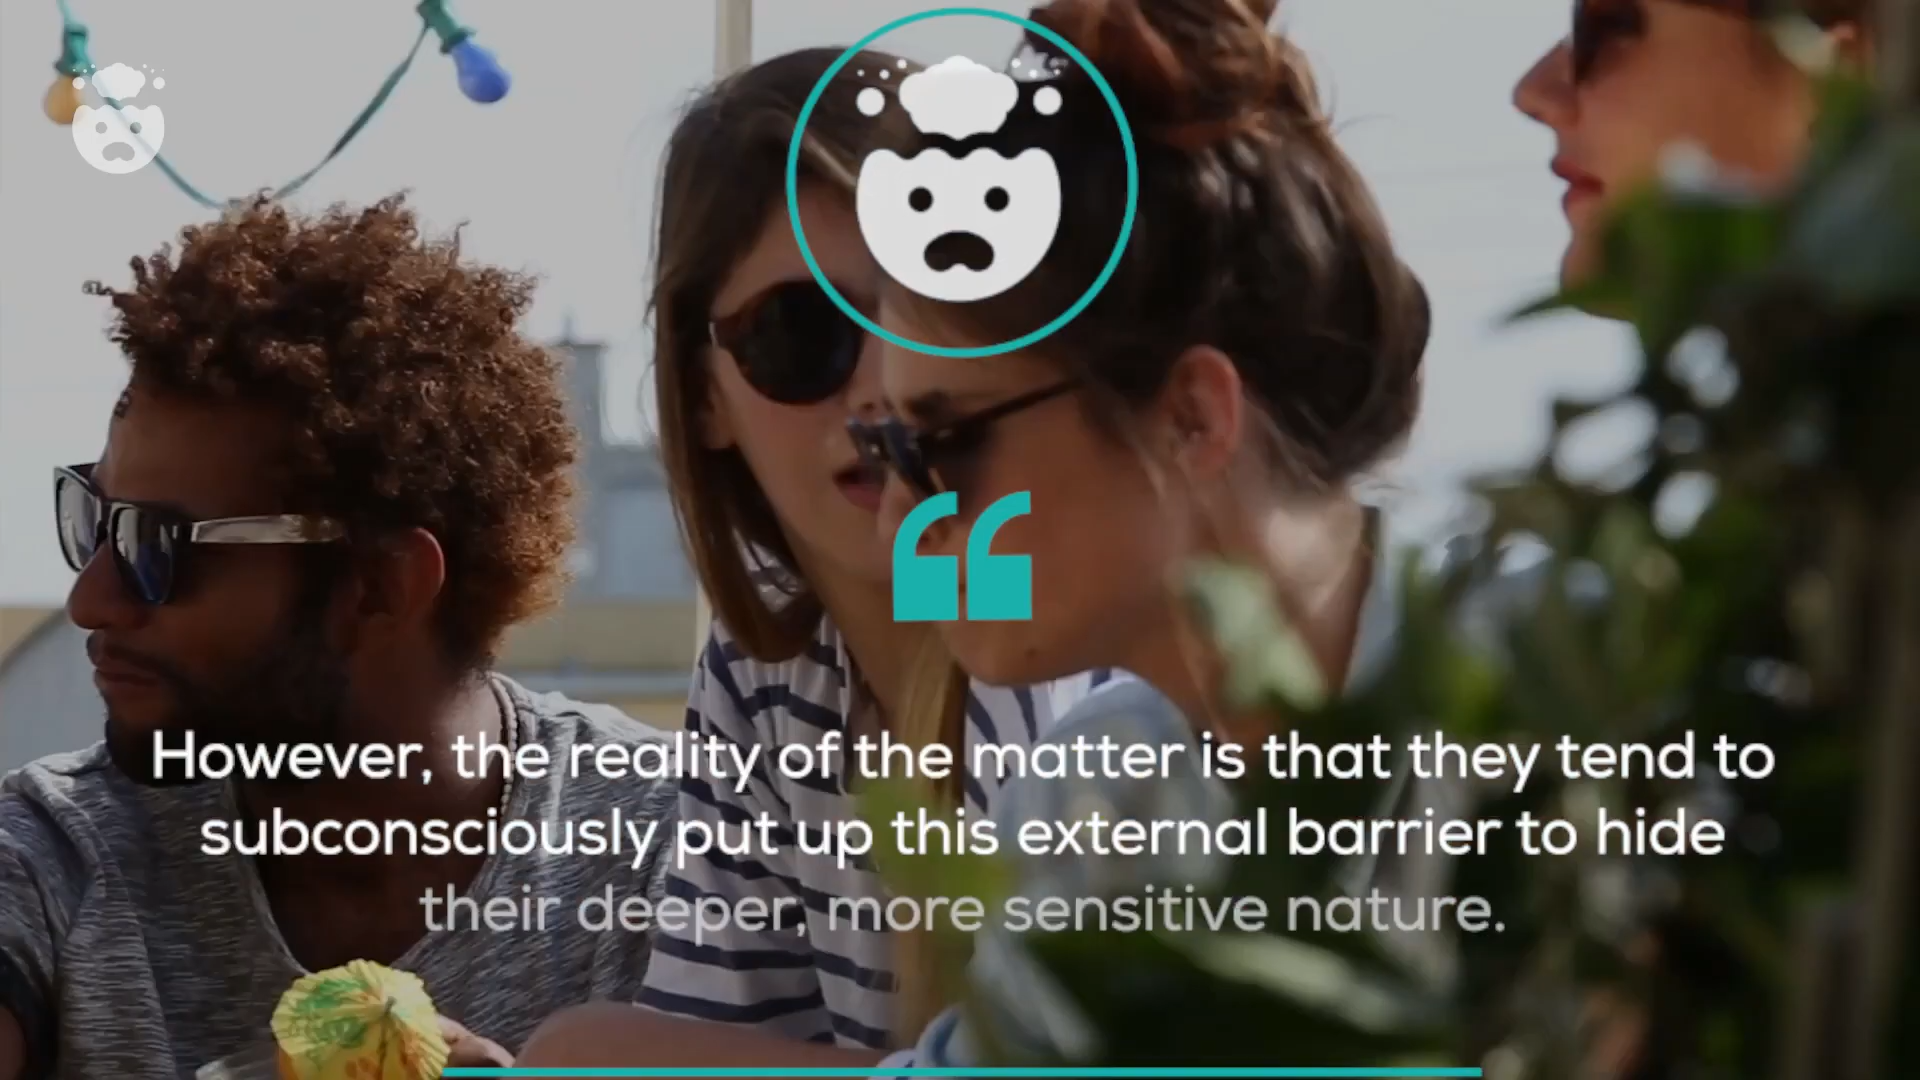 However, the reality of the matter is that they tend to
subconsciously put up this external barrier to hide
their deeper, more sensitive nature.